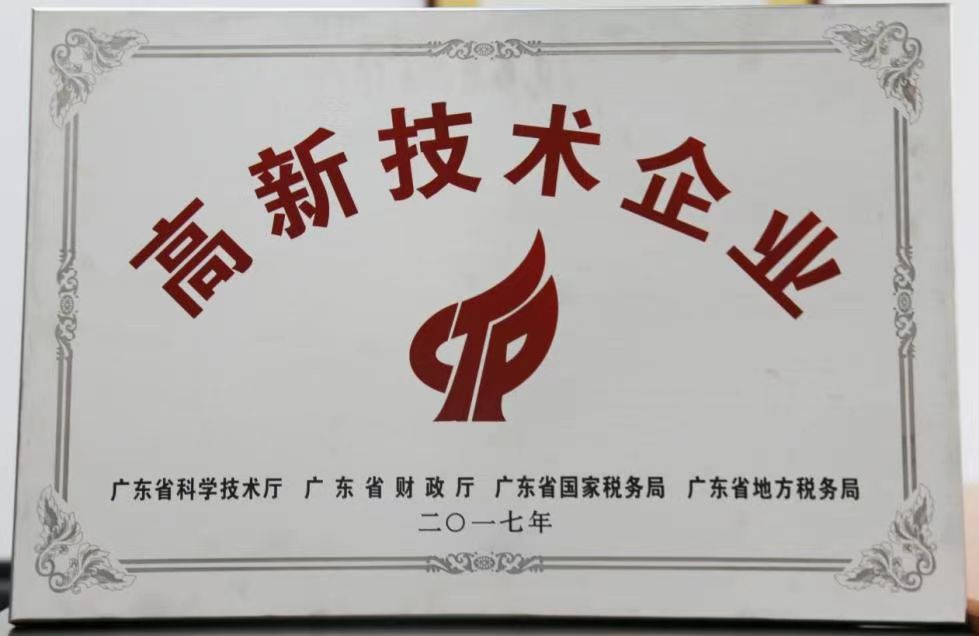 高新技术企业
广东省科学技术厅 广东省财政厅 广东省国家税务局 广东省地方税务局
二〇一七年